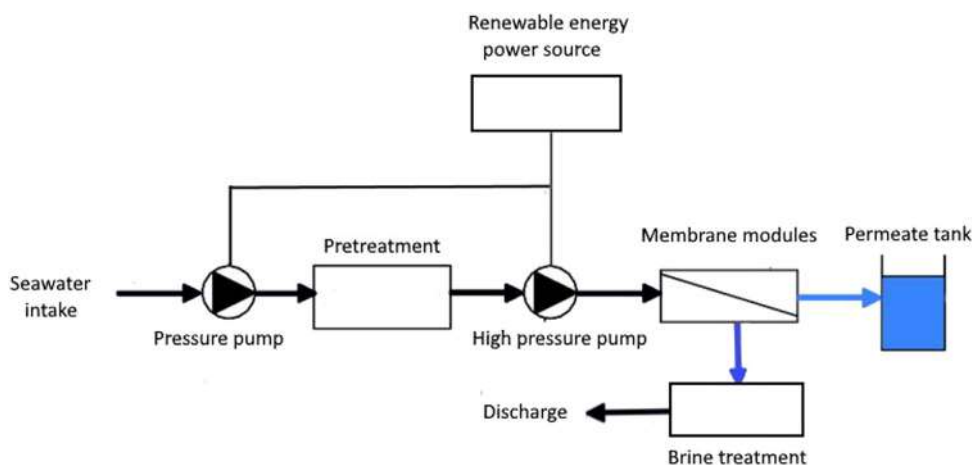 Renewable energy
power source
Pretreatment
Membrane modules
Permeate tank
Seawater
intake
Pressure pump
High pressure pump
Discharge
Brine treatment